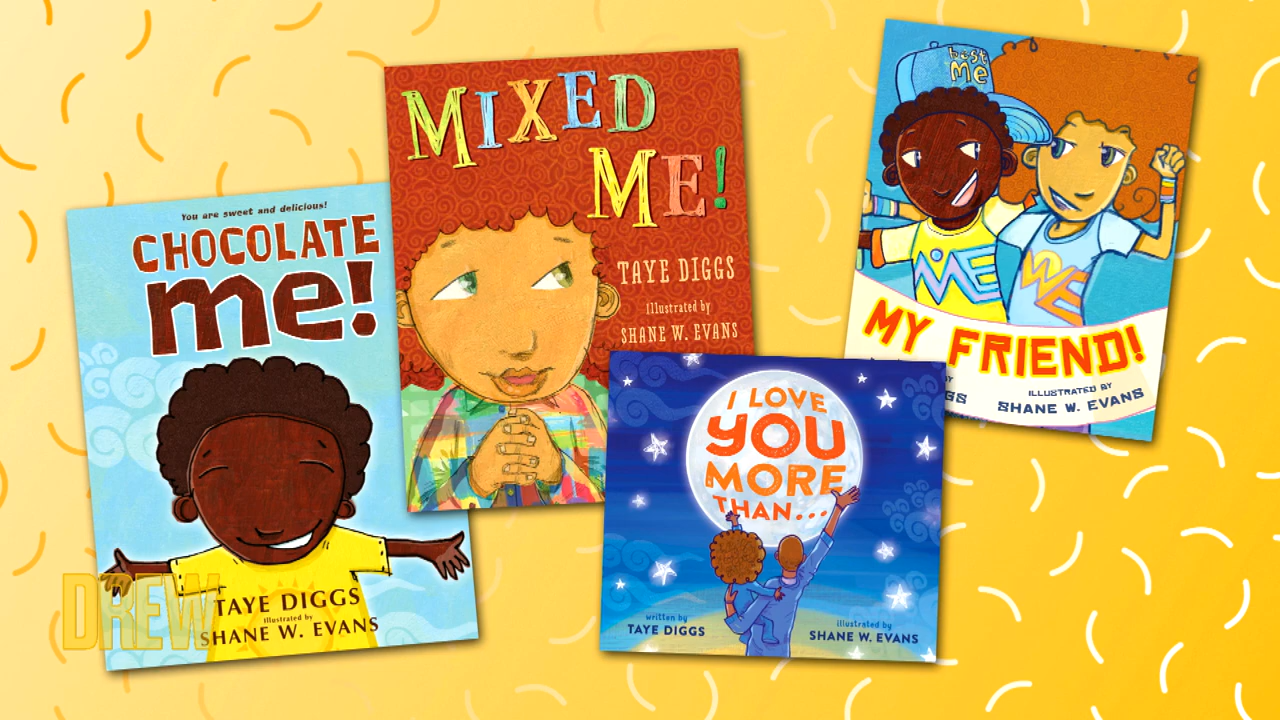 You are sweet and delicious!
CHOCOLATE
me!
TAYE DIGGS
illustrated by
SHANE W. EVANS
DREW
MIXED
ME!
TAYE DIGGS
Illustrated by
SHANE W. EVANS
I LOVE
YOU
MORE
THAN...
written by
TAYE DIGGS
illustrated by
SHANE W. EVANS
best
Me
ME
WE
MY FRIEND!
BY
GGS
ILLUSTRATED BY
SHANE W. EVANS